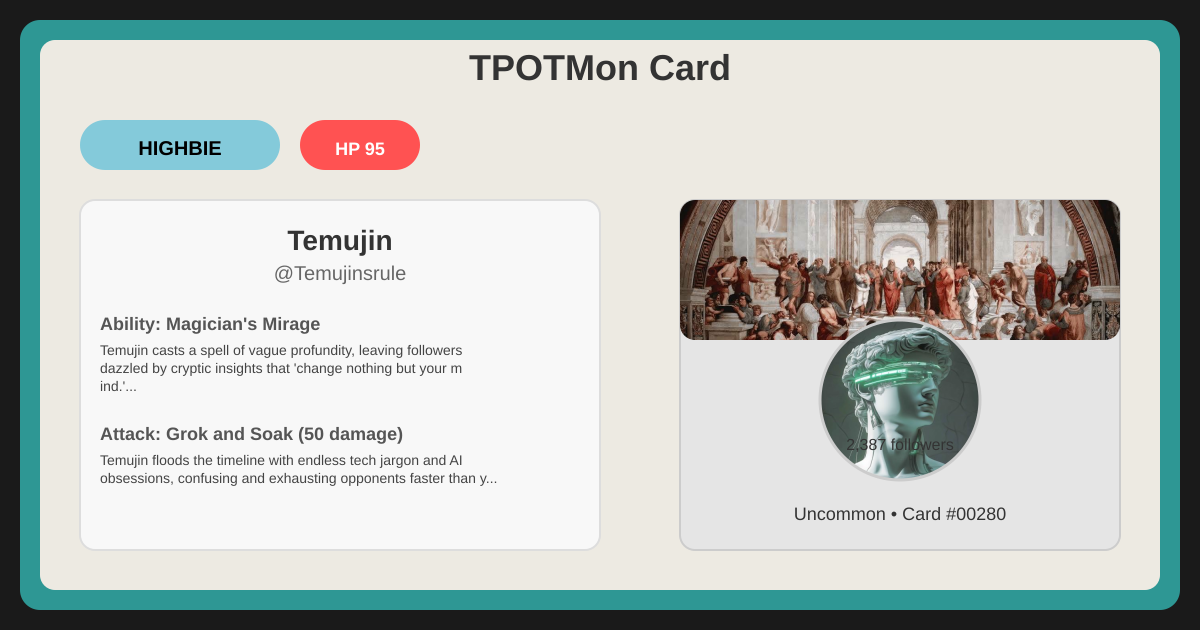 TPOTMon Card
HIGHBIE
HP 95
Temujin
@Temujinsrule
Ability: Magician's Mirage
Temujin casts a spell of vague profundity, leaving followers
dazzled by cryptic insights that 'change nothing but your m
ind.'...
Attack: Grok and Soak (50 damage)
Temujin floods the timeline with endless tech jargon and AI
obsessions, confusing and exhausting opponents faster than y...
2,387 followers
Uncommon • Card #00280